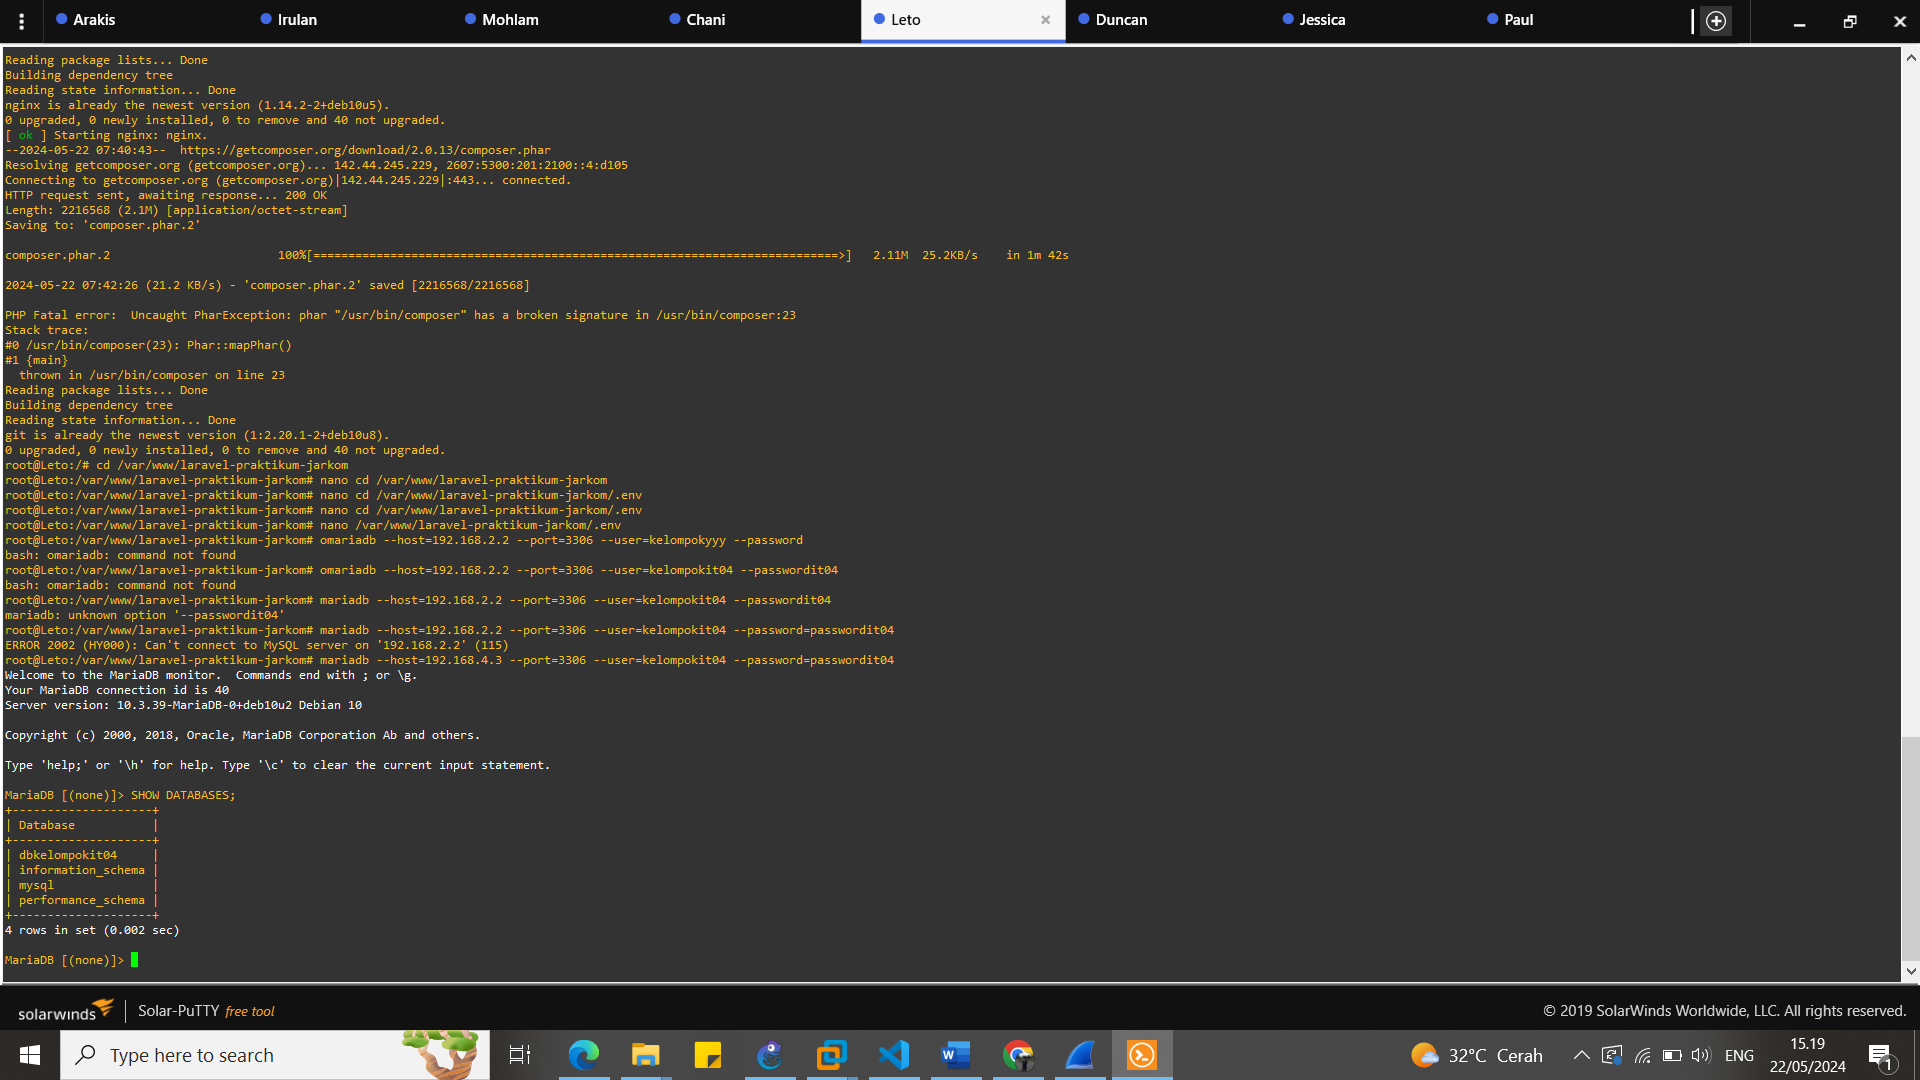 Arakis
Irulan
Mohlam
Chani
Leto
Duncan
Jessica
Paul
Reading package lists... Done
Building dependency tree
Reading state information... Done
nginx is already the newest version (1.14.2-2+deb10u5).
0 upgraded, 0 newly installed, 0 to remove and 40 not upgraded.
[ ok ] Starting nginx: nginx.
--2024-05-22 07:40:43--  https://getcomposer.org/download/2.0.13/composer.phar
Resolving getcomposer.org (getcomposer.org)... 142.44.245.229, 2607:5300:201:2100::4:d105
Connecting to getcomposer.org (getcomposer.org)|142.44.245.229|:443... connected.
HTTP request sent, awaiting response... 200 OK
Length: 2216568 (2.1M) [application/octet-stream]
Saving to: 'composer.phar.2'
composer.phar.2 100%[===========================================================================>] 2.11M 25.2KB/s in 1m 42s
2024-05-22 07:42:26 (21.2 KB/s) - 'composer.phar.2' saved [2216568/2216568]
PHP Fatal error:  Uncaught PharException: phar "/usr/bin/composer" has a broken signature in /usr/bin/composer:23
Stack trace:
#0 /usr/bin/composer(23): Phar::mapPhar()
#1 {main}
  thrown in /usr/bin/composer on line 23
Reading package lists... Done
Building dependency tree
Reading state information... Done
git is already the newest version (1:2.20.1-2+deb10u8).
0 upgraded, 0 newly installed, 0 to remove and 40 not upgraded.
root@Leto:/# cd /var/www/laravel-praktikum-jarkom
root@Leto:/var/www/laravel-praktikum-jarkom# nano cd /var/www/laravel-praktikum-jarkom
root@Leto:/var/www/laravel-praktikum-jarkom# nano cd /var/www/laravel-praktikum-jarkom/.env
root@Leto:/var/www/laravel-praktikum-jarkom# nano cd /var/www/laravel-praktikum-jarkom/.env
root@Leto:/var/www/laravel-praktikum-jarkom# nano /var/www/laravel-praktikum-jarkom/.env
root@Leto:/var/www/laravel-praktikum-jarkom# omariadb --host=192.168.2.2 --port=3306 --user=kelompokyyy --password
bash: omariadb: command not found
root@Leto:/var/www/laravel-praktikum-jarkom# omariadb --host=192.168.2.2 --port=3306 --user=kelompokit04 --passwordit04
bash: omariadb: command not found
root@Leto:/var/www/laravel-praktikum-jarkom# mariadb --host=192.168.2.2 --port=3306 --user=kelompokit04 --passwordit04
mariadb: unknown option '--passwordit04'
root@Leto:/var/www/laravel-praktikum-jarkom# mariadb --host=192.168.2.2 --port=3306 --user=kelompokit04 --password=passwordit04
ERROR 2002 (HY000): Can't connect to MySQL server on '192.168.2.2' (115)
root@Leto:/var/www/laravel-praktikum-jarkom# mariadb --host=192.168.4.3 --port=3306 --user=kelompokit04 --password=passwordit04
Welcome to the MariaDB monitor.  Commands end with ; or \g.
Your MariaDB connection id is 40
Server version: 10.3.39-MariaDB-0+deb10u2 Debian 10
Copyright (c) 2000, 2018, Oracle, MariaDB Corporation Ab and others.
Type 'help;' or '\h' for help. Type '\c' to clear the current input statement.
MariaDB [(none)]> SHOW DATABASES;
+--------------------+
| Database           |
+--------------------+
| dbkelompokit04     |
| information_schema |
| mysql              |
| performance_schema |
+--------------------+
4 rows in set (0.002 sec)
MariaDB [(none)]>
solarwinds
Solar-PuTTY free tool
© 2019 SolarWinds Worldwide, LLC. All rights reserved.
Type here to search
32°C Cerah
ENG
15.19
22/05/2024
1